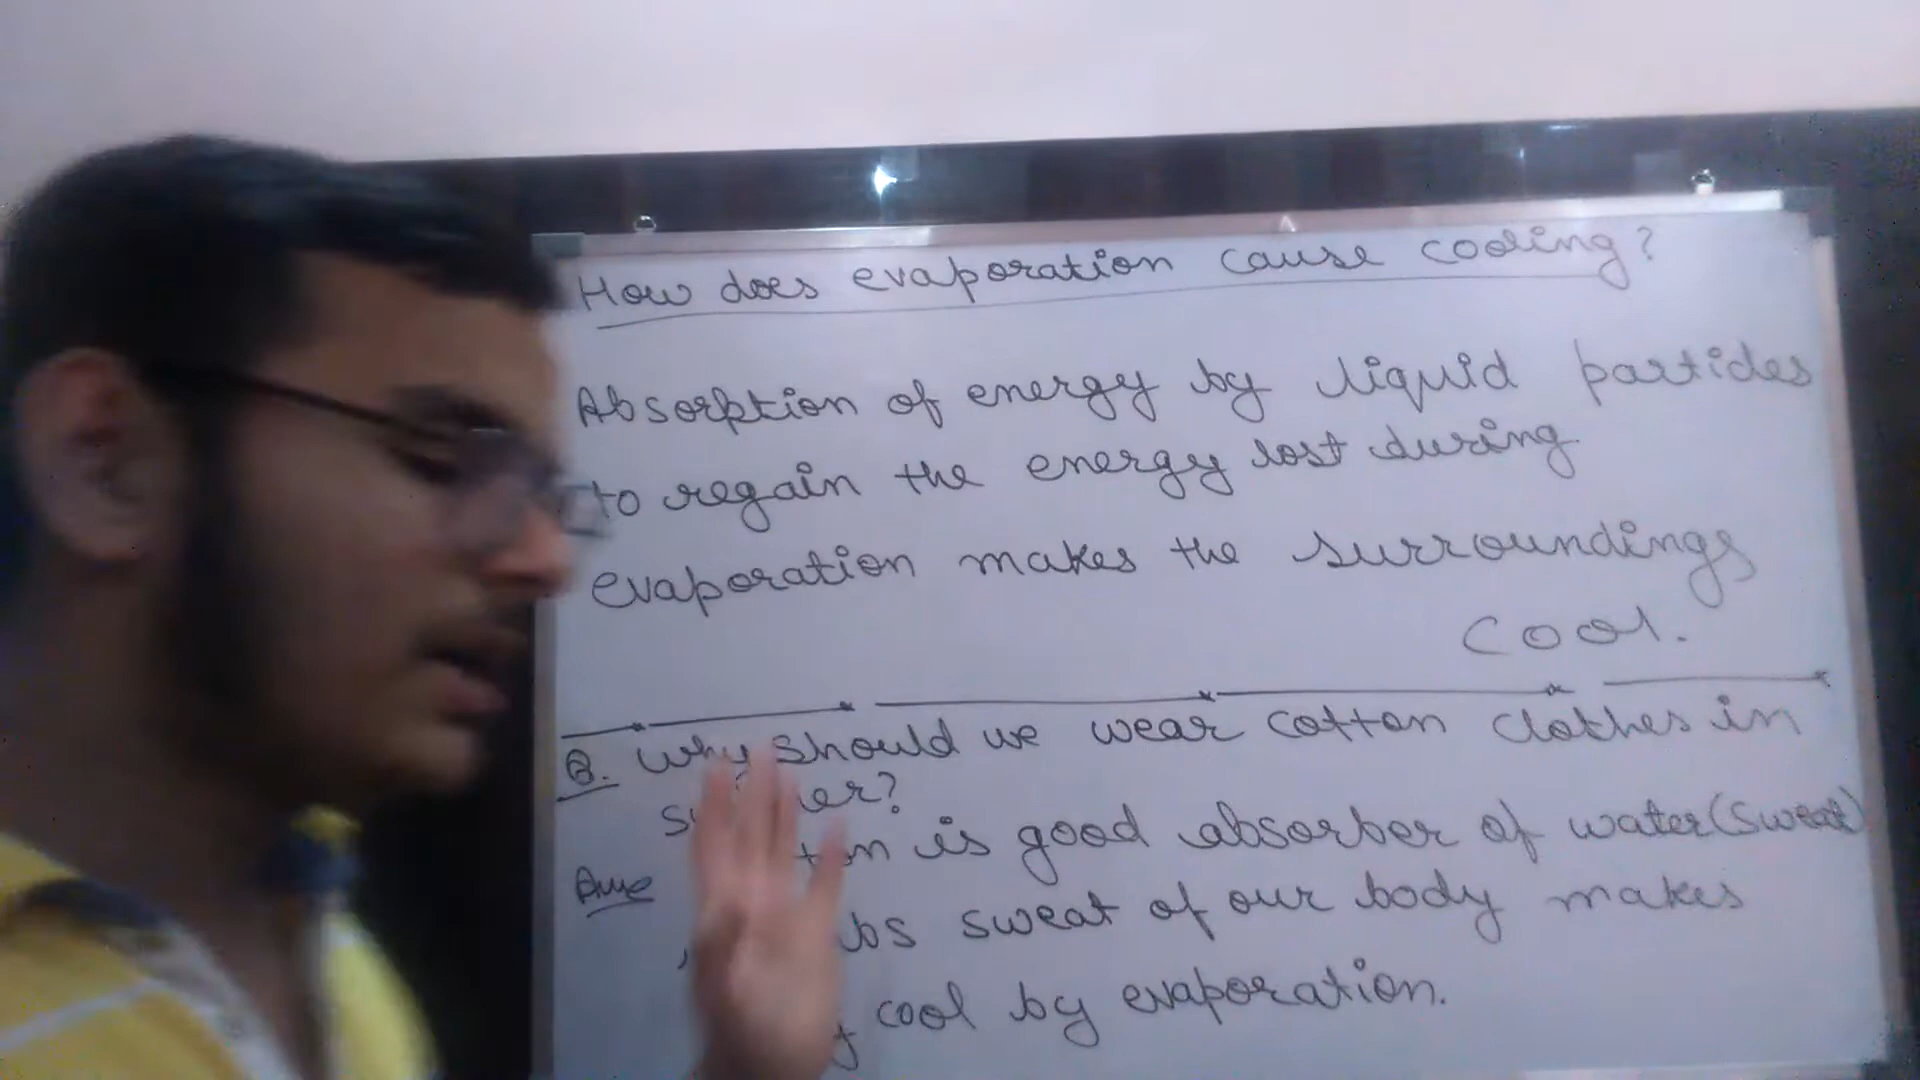 How does evaporation cause cooling?
Absorption of energy by liquid particles
to regain the energy lost during
evaporation makes the surroundings
cool.
Q. Why should we wear cotton clothes in
?
Ans is good absorber of water (sweat)
sweat of our body makes
cool by evaporation.